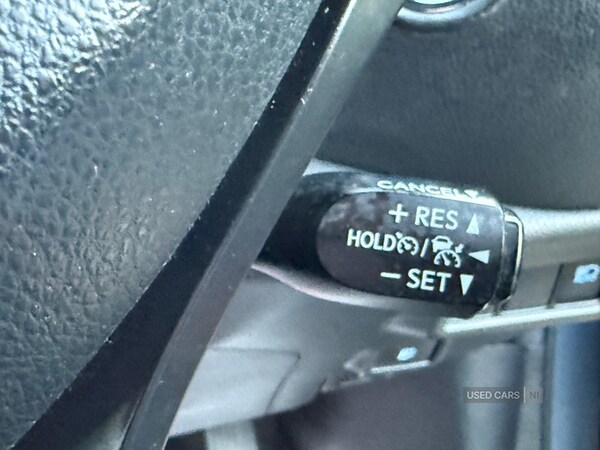 CANCEL
+ RES ▲
HOLD / ◀
− SET ▼
USED CARS NI